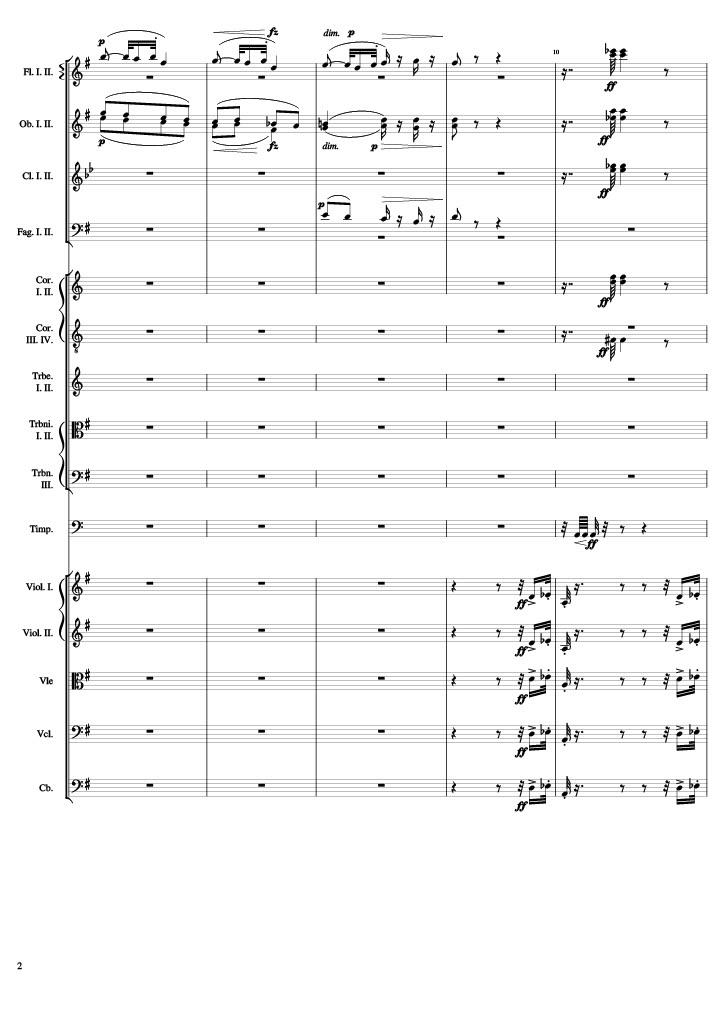 p
fz
dim. p
10
Fl. I. II.
ff
Ob. I. II.
p
fz
dim.
p
ff
Cl. I. II.
ff
p
Fag. I. II.
Cor.
I. II.
ff
Cor.
III. IV.
ff
Trbe.
I. II.
Trbni.
I. II.
Trbn.
III.
Timp.
ff
Viol. I.
ff
Viol. II.
ff
Vle
ff
Vcl.
ff
Cb.
ff
2